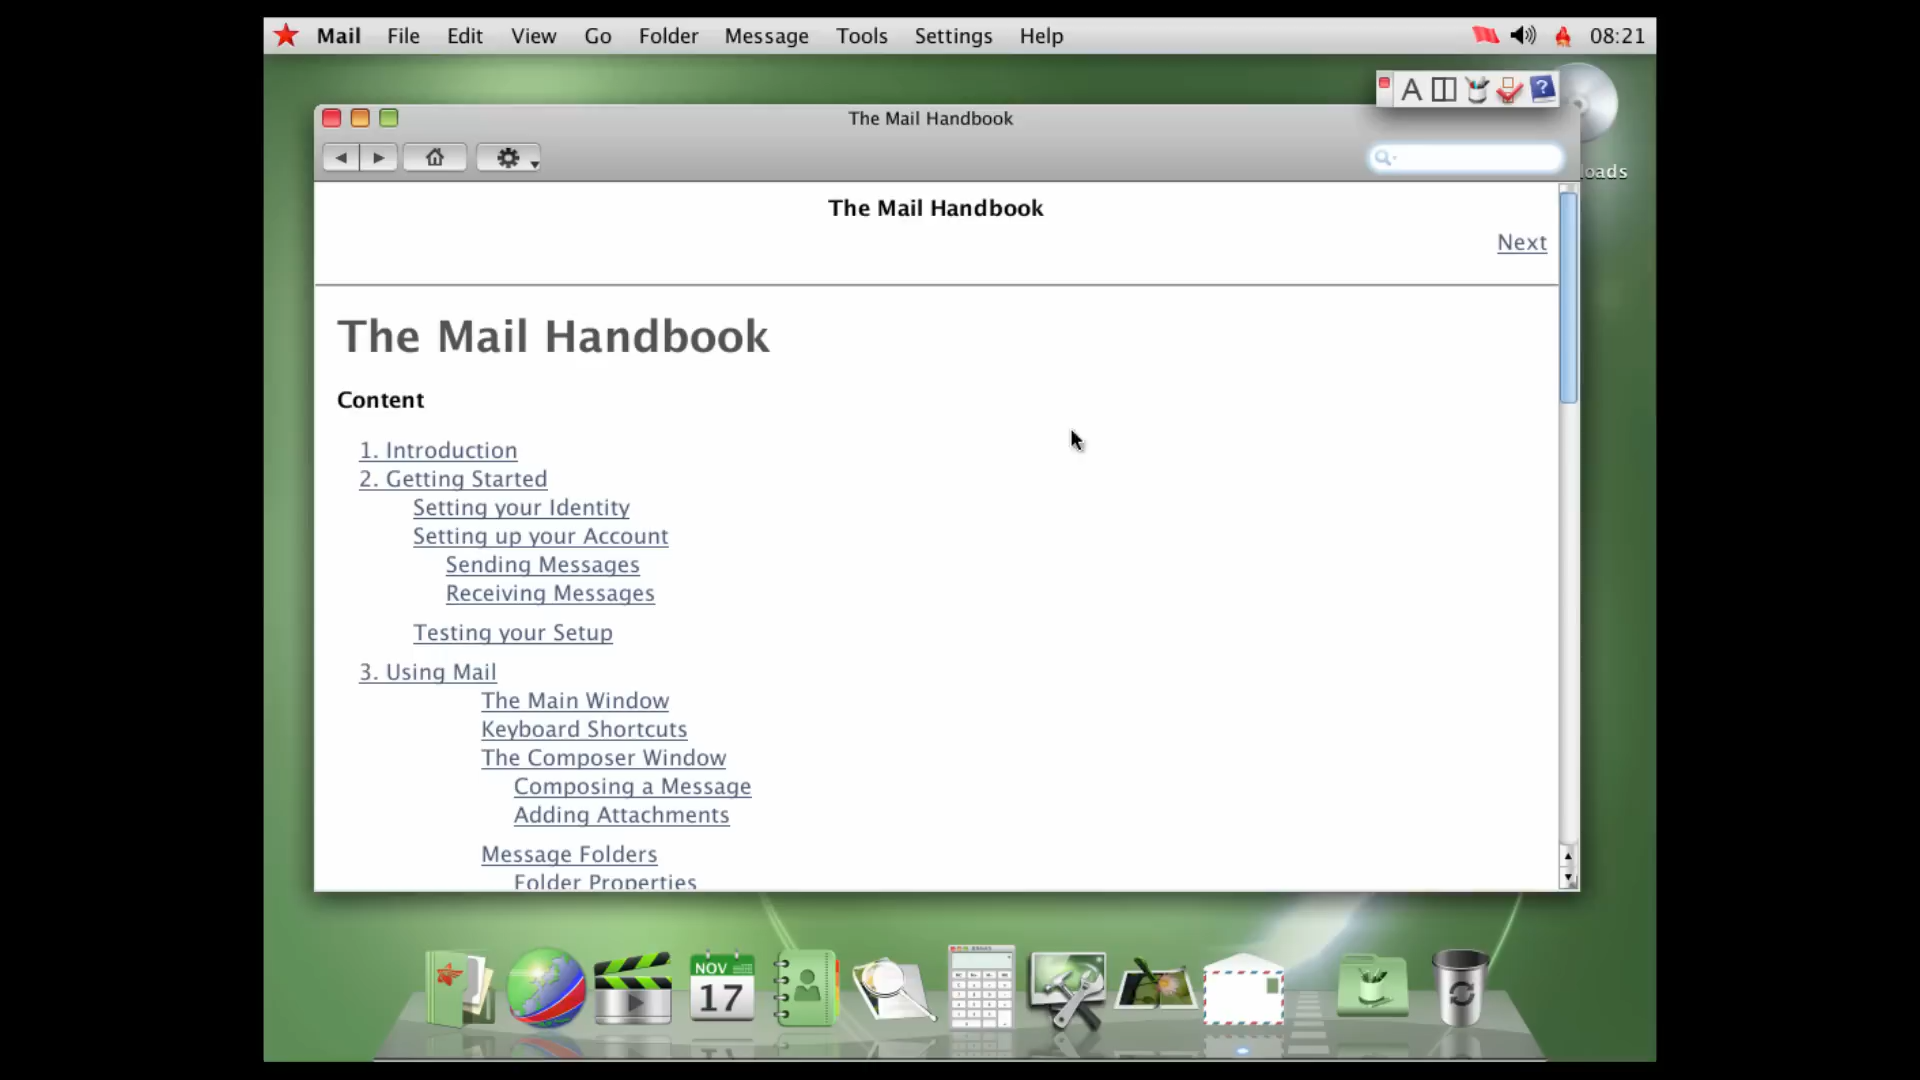 Mail File Edit View Go Folder Message Tools Settings Help 08:21
A ?
The Mail Handbook
oads
The Mail Handbook
Next
The Mail Handbook
Content
1. Introduction
2. Getting Started
Setting your Identity
Setting up your Account
Sending Messages
Receiving Messages
Testing your Setup
3. Using Mail
The Main Window
Keyboard Shortcuts
The Composer Window
Composing a Message
Adding Attachments
Message Folders
Folder Properties
NOV
17